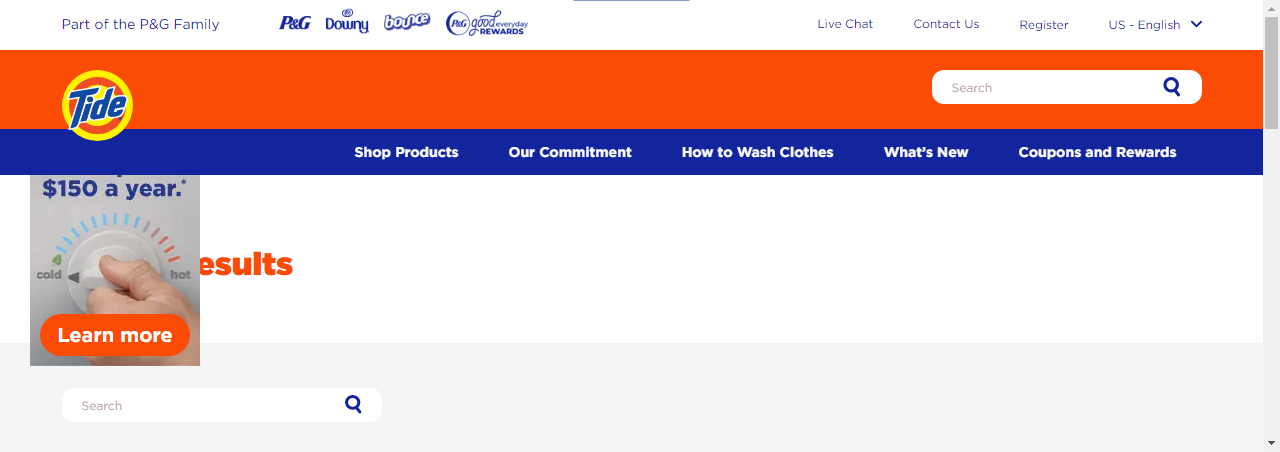 Part of the P&G Family
P&G
Downy
bounce
P&G good everyday REWARDS
Live Chat
Contact Us
Register
US - English
Tide
Search
Shop Products
Our Commitment
How to Wash Clothes
What's New
Coupons and Rewards
$150 a year.*
cold
hot
Learn more
esults
Search